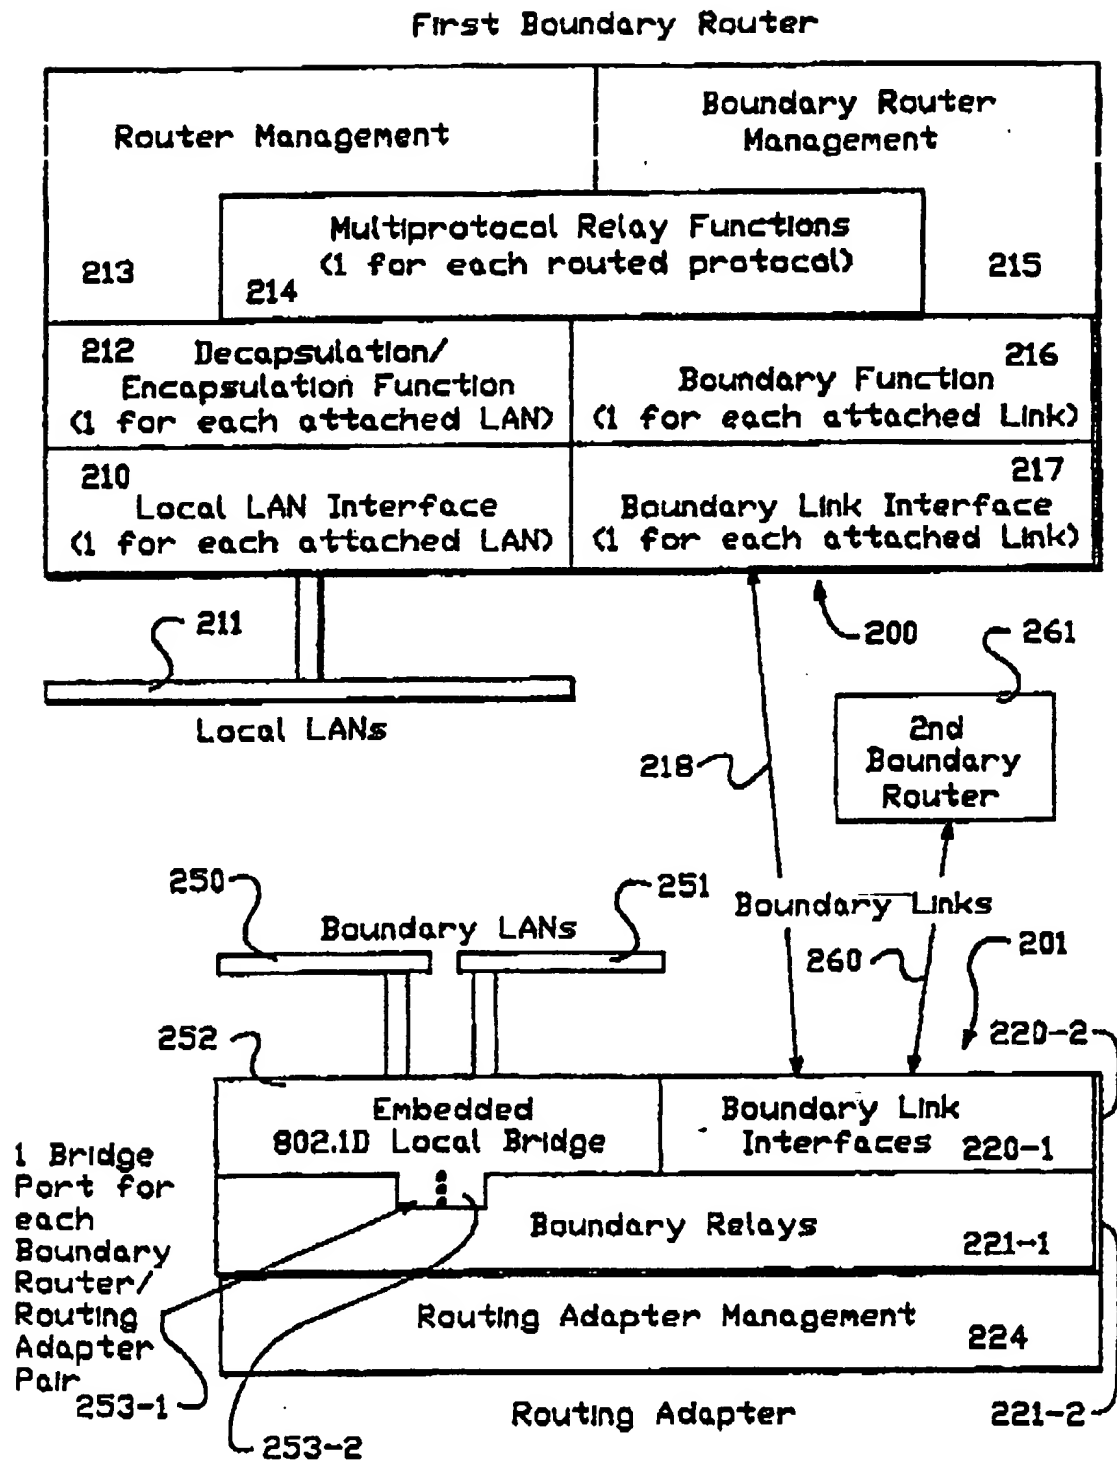 First Boundary Router
Router Management
Boundary Router
Management
Multiprotocol Relay Functions
(1 for each routed protocol)
213
214
215
212 Decapsulation/
Encapsulation Function
(1 for each attached LAN)
216
Boundary Function
(1 for each attached Link)
210
Local LAN Interface
(1 for each attached LAN)
217
Boundary Link Interface
(1 for each attached Link)
211
200
261
Local LANs
2nd
Boundary
Router
218
250
251
Boundary LANs
Boundary Links
260
201
252
220-2
Embedded
802.1D Local Bridge
Boundary Link
Interfaces
220-1
1 Bridge
Port for
each
Boundary
Router/
Routing
Adapter
Pair
Boundary Relays
221-1
Routing Adapter Management
224
253-1
253-2
Routing Adapter
221-2